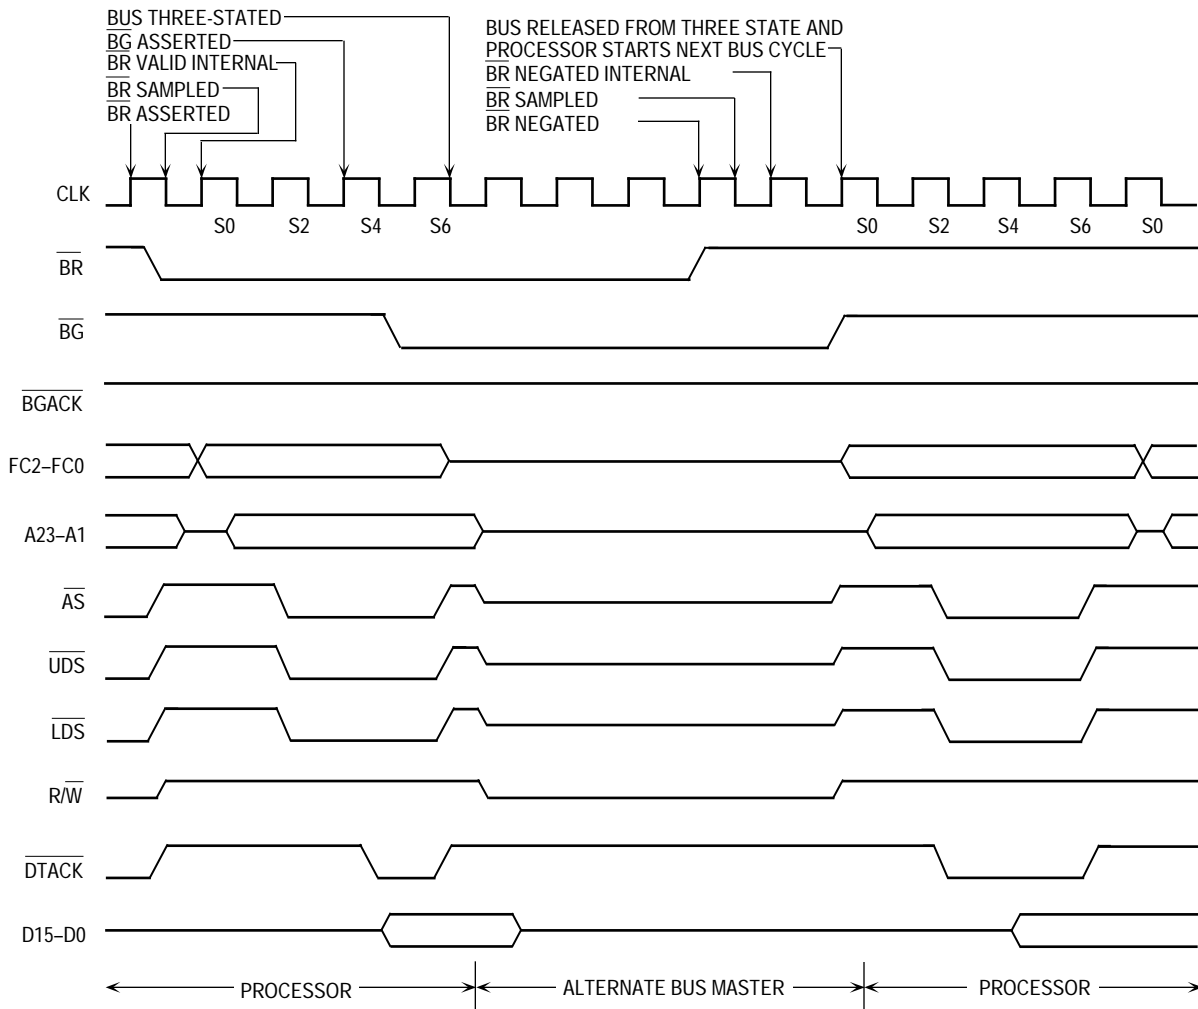 BUS THREE-STATED
BG ASSERTED
BR VALID INTERNAL
BR SAMPLED
BR ASSERTED
BUS RELEASED FROM THREE STATE AND
PROCESSOR STARTS NEXT BUS CYCLE
BR NEGATED INTERNAL
BR SAMPLED
BR NEGATED
CLK
S0 S2 S4 S6 S0 S2 S4 S6 S0
BR
BG
BGACK
FC2–FC0
A23–A1
AS
UDS
LDS
R/W
DTACK
D15–D0
PROCESSOR ALTERNATE BUS MASTER PROCESSOR